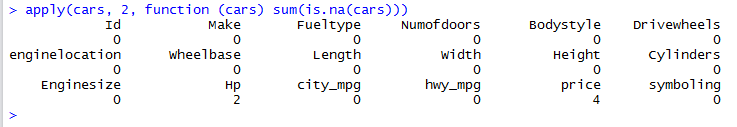 > apply(cars, 2, function (cars) sum(is.na(cars)))
Id Make Fueltype Numofdoors Bodystyle Drivewheels
0 0 0 0 0 0
enginelocation Wheelbase Length Width Height Cylinders
0 0 0 0 0 0
Enginesize Hp city_mpg hwy_mpg price symboling
0 2 0 0 4 0
>